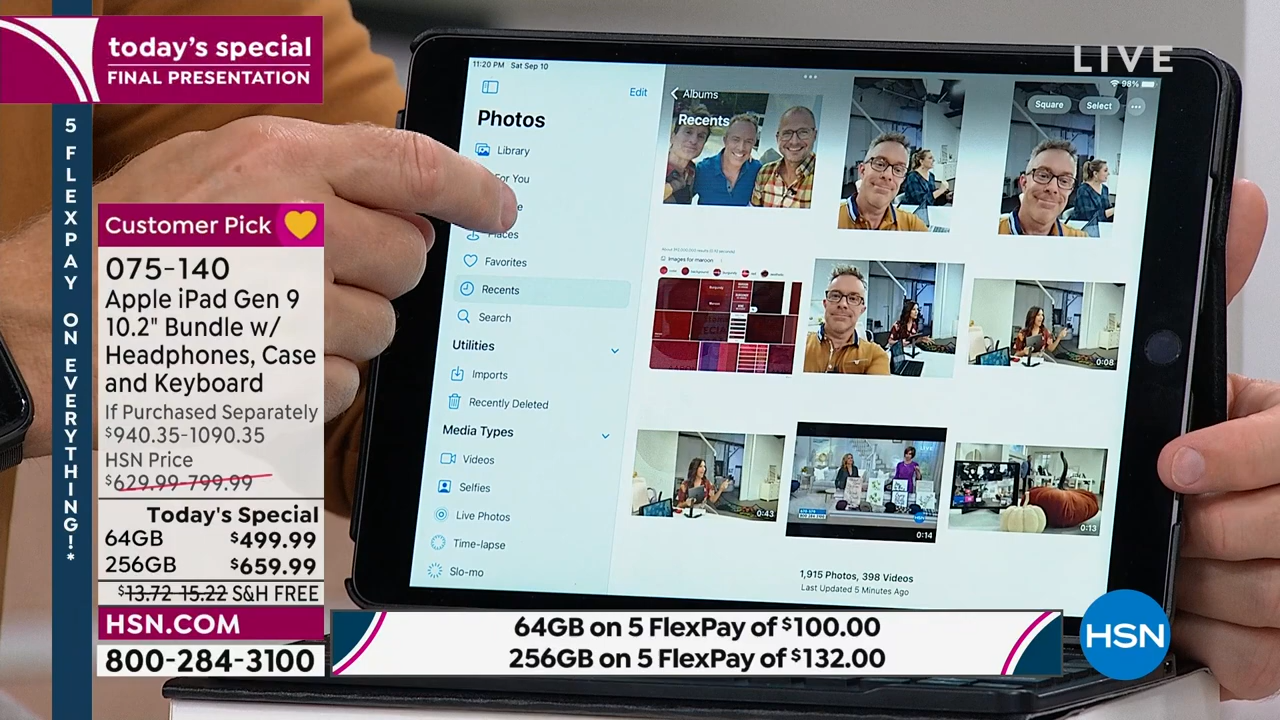 today's special
FINAL PRESENTATION
LIVE
5 FLEXPAY ON EVERYTHING!*
Customer Pick
075-140
Apple iPad Gen 9
10.2" Bundle w/
Headphones, Case
and Keyboard
If Purchased Separately
$940.35-1090.35
HSN Price
$629.99-799.99
Today's Special
64GB $499.99
256GB $659.99
$13.72-15.22 S&H FREE
HSN.COM
800-284-3100
64GB on 5 FlexPay of $100.00
256GB on 5 FlexPay of $132.00
HSN
11:20 PM Sat Sep 10
98%
Edit
Photos
Library
For You
Places
Favorites
Recents
Search
Utilities
Imports
Recently Deleted
Media Types
Videos
Selfies
Live Photos
Time-lapse
Slo-mo
Albums
Recents
Square
Select
Images for maroon
0:08
0:43
0:14
0:13
1,915 Photos, 398 Videos
Last Updated 5 Minutes Ago